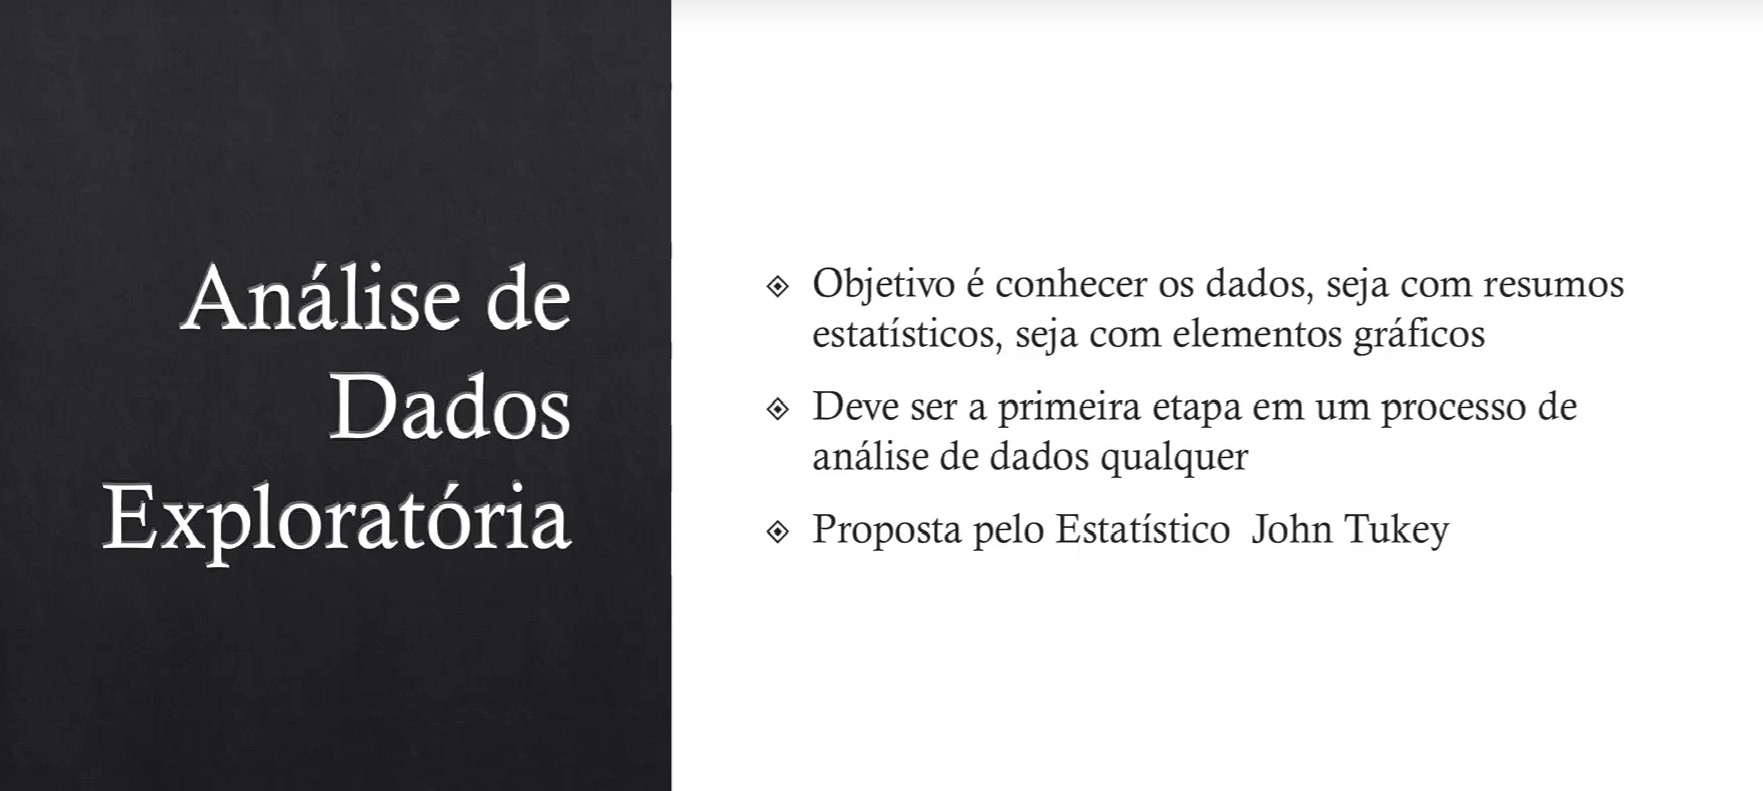 Análise de
Dados
Exploratória
Objetivo é conhecer os dados, seja com resumos
estatísticos, seja com elementos gráficos
Deve ser a primeira etapa em um processo de
análise de dados qualquer
Proposta pelo Estatístico  John Tukey